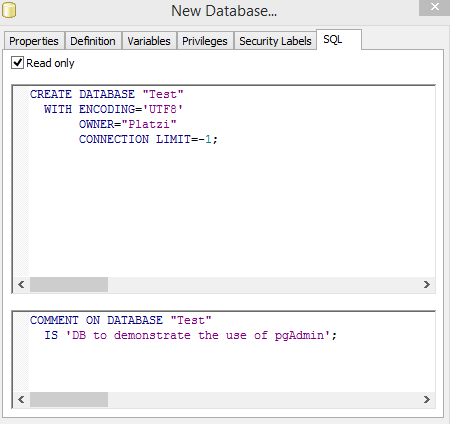 New Database...
Properties Definition Variables Privileges Security Labels SQL
Read only
CREATE DATABASE "Test"
WITH ENCODING='UTF8'
OWNER="Platzi"
CONNECTION LIMIT=-1;
COMMENT ON DATABASE "Test"
IS 'DB to demonstrate the use of pgAdmin';